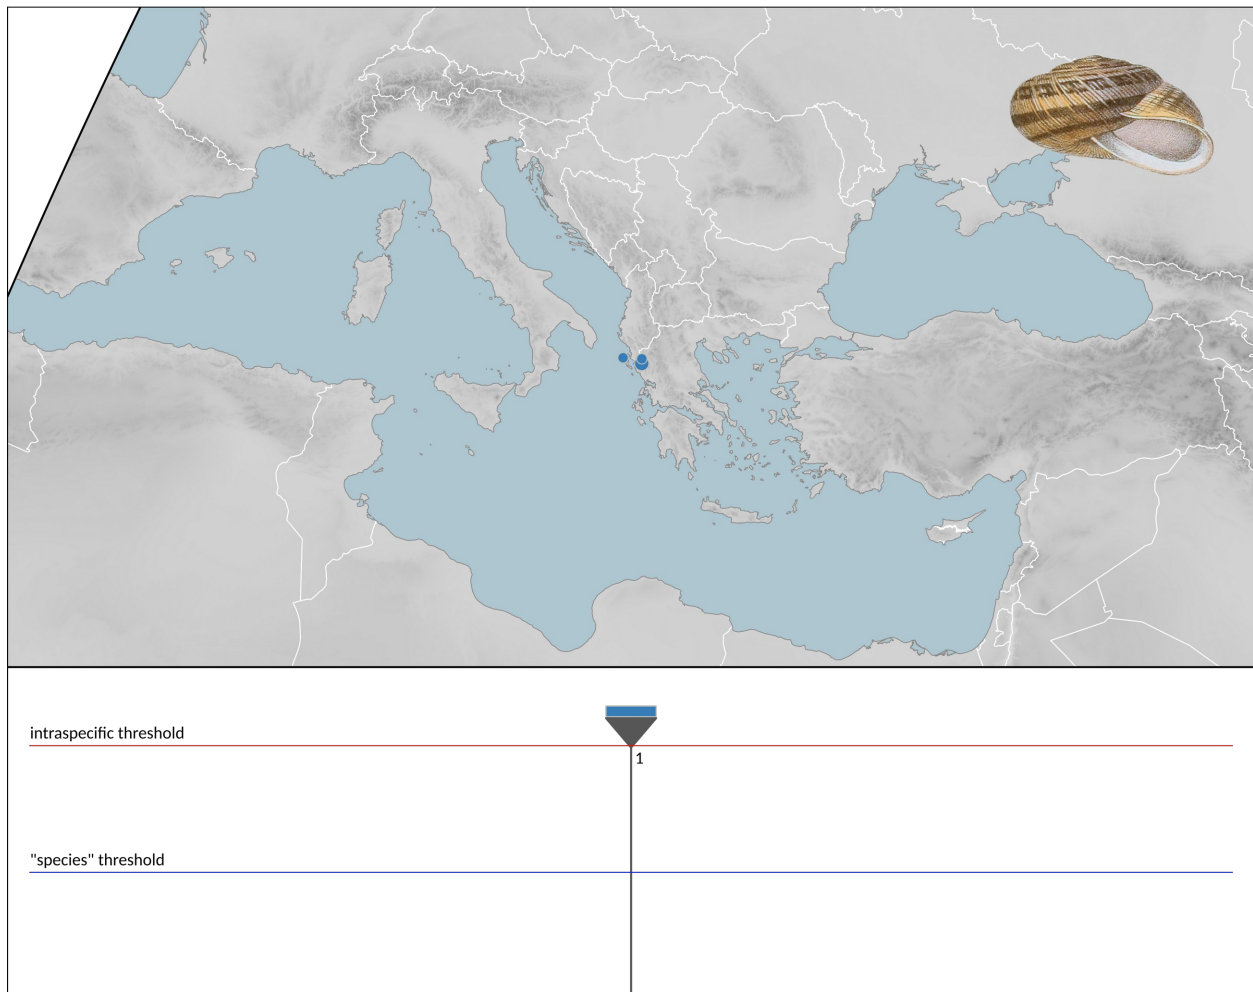 intraspecific threshold
1
"species" threshold